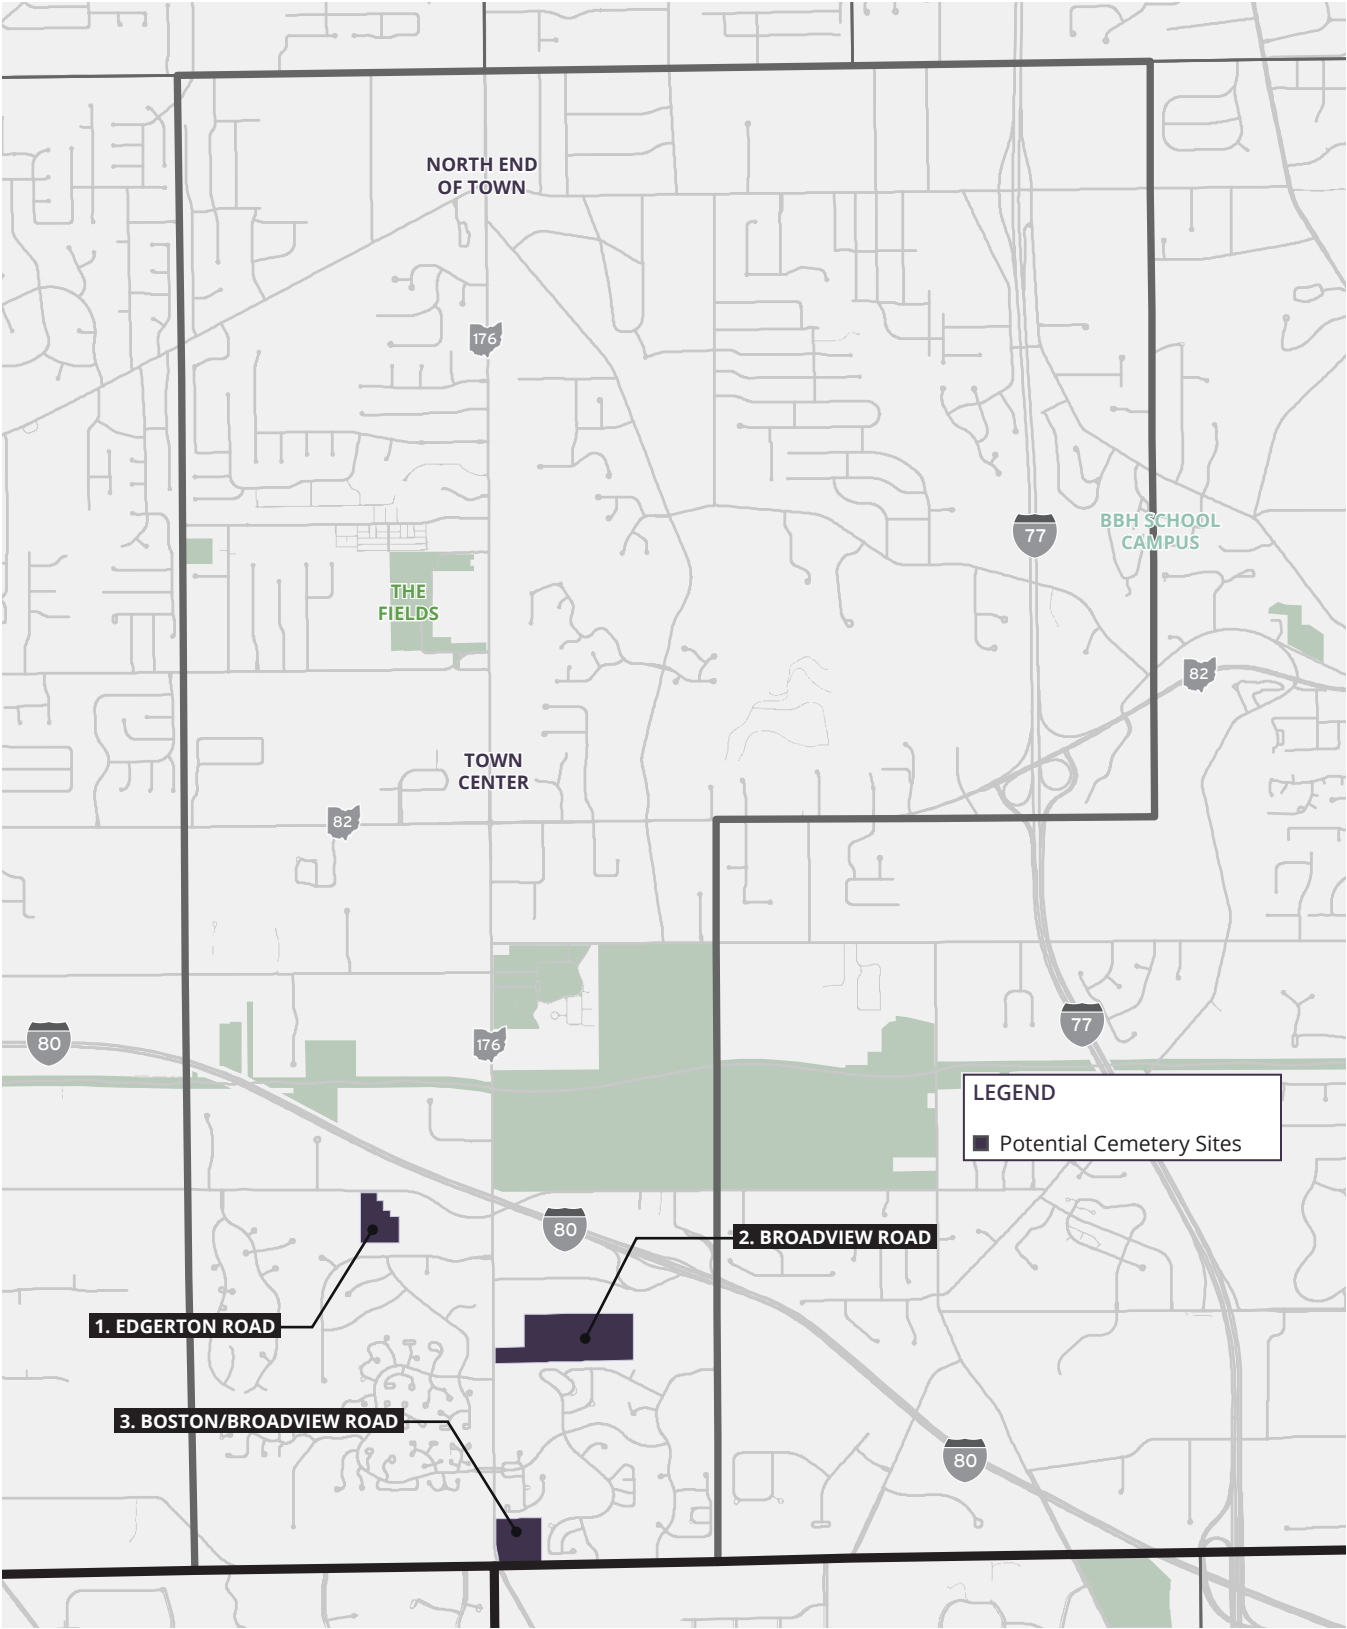 NORTH END
OF TOWN
176
77
BBH SCHOOL
CAMPUS
THE
FIELDS
82
TOWN
CENTER
82
80
176
77
LEGEND
Potential Cemetery Sites
80
2. BROADVIEW ROAD
1. EDGERTON ROAD
3. BOSTON/BROADVIEW ROAD
80